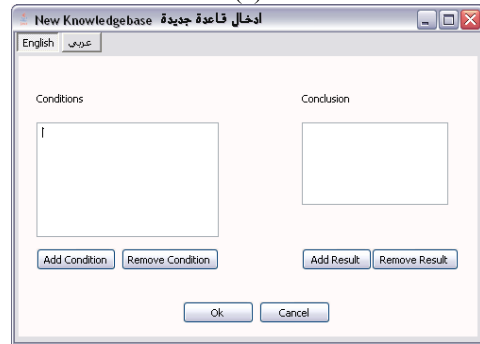 New Knowledgebase ادخال قاعدة جديدة
English عربي
Conditions Conclusion
Add Condition Remove Condition Add Result Remove Result
Ok Cancel